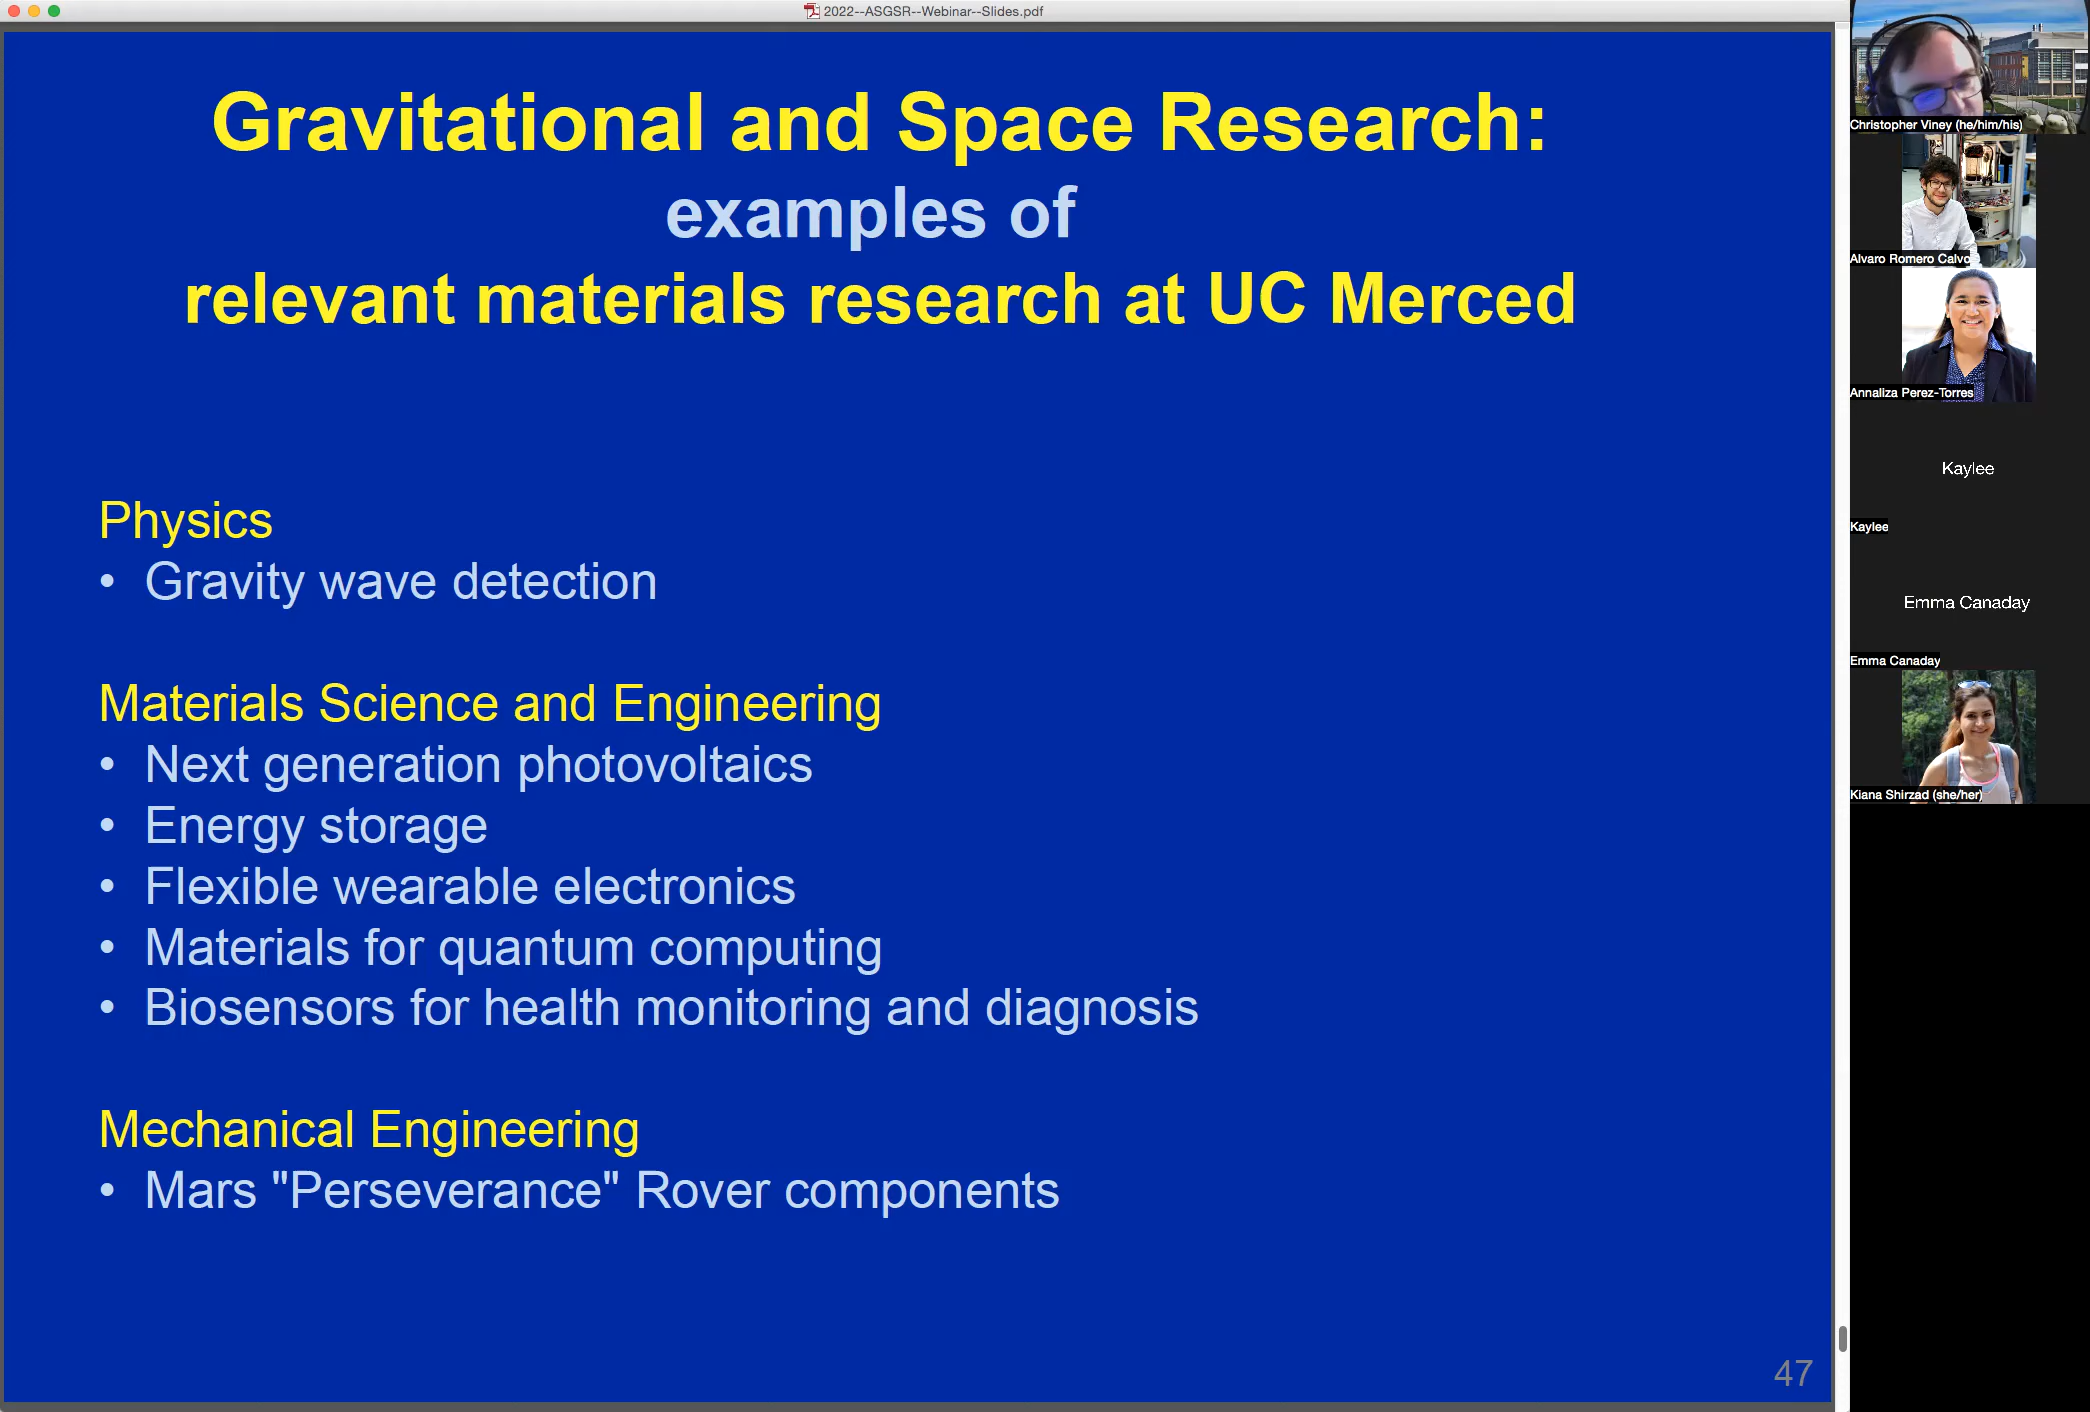 2022--ASGSR--Webinar--Slides.pdf
Gravitational and Space Research:
examples of
relevant materials research at UC Merced
Physics
• Gravity wave detection
Materials Science and Engineering
• Next generation photovoltaics
• Energy storage
• Flexible wearable electronics
• Materials for quantum computing
• Biosensors for health monitoring and diagnosis
Mechanical Engineering
• Mars "Perseverance" Rover components
47
Christopher Viney (he/him/his)
Alvaro Romero Calvo
Annaliza Perez-Torres
Kaylee
Kaylee
Emma Canaday
Emma Canaday
Kiana Shirzad (she/her)